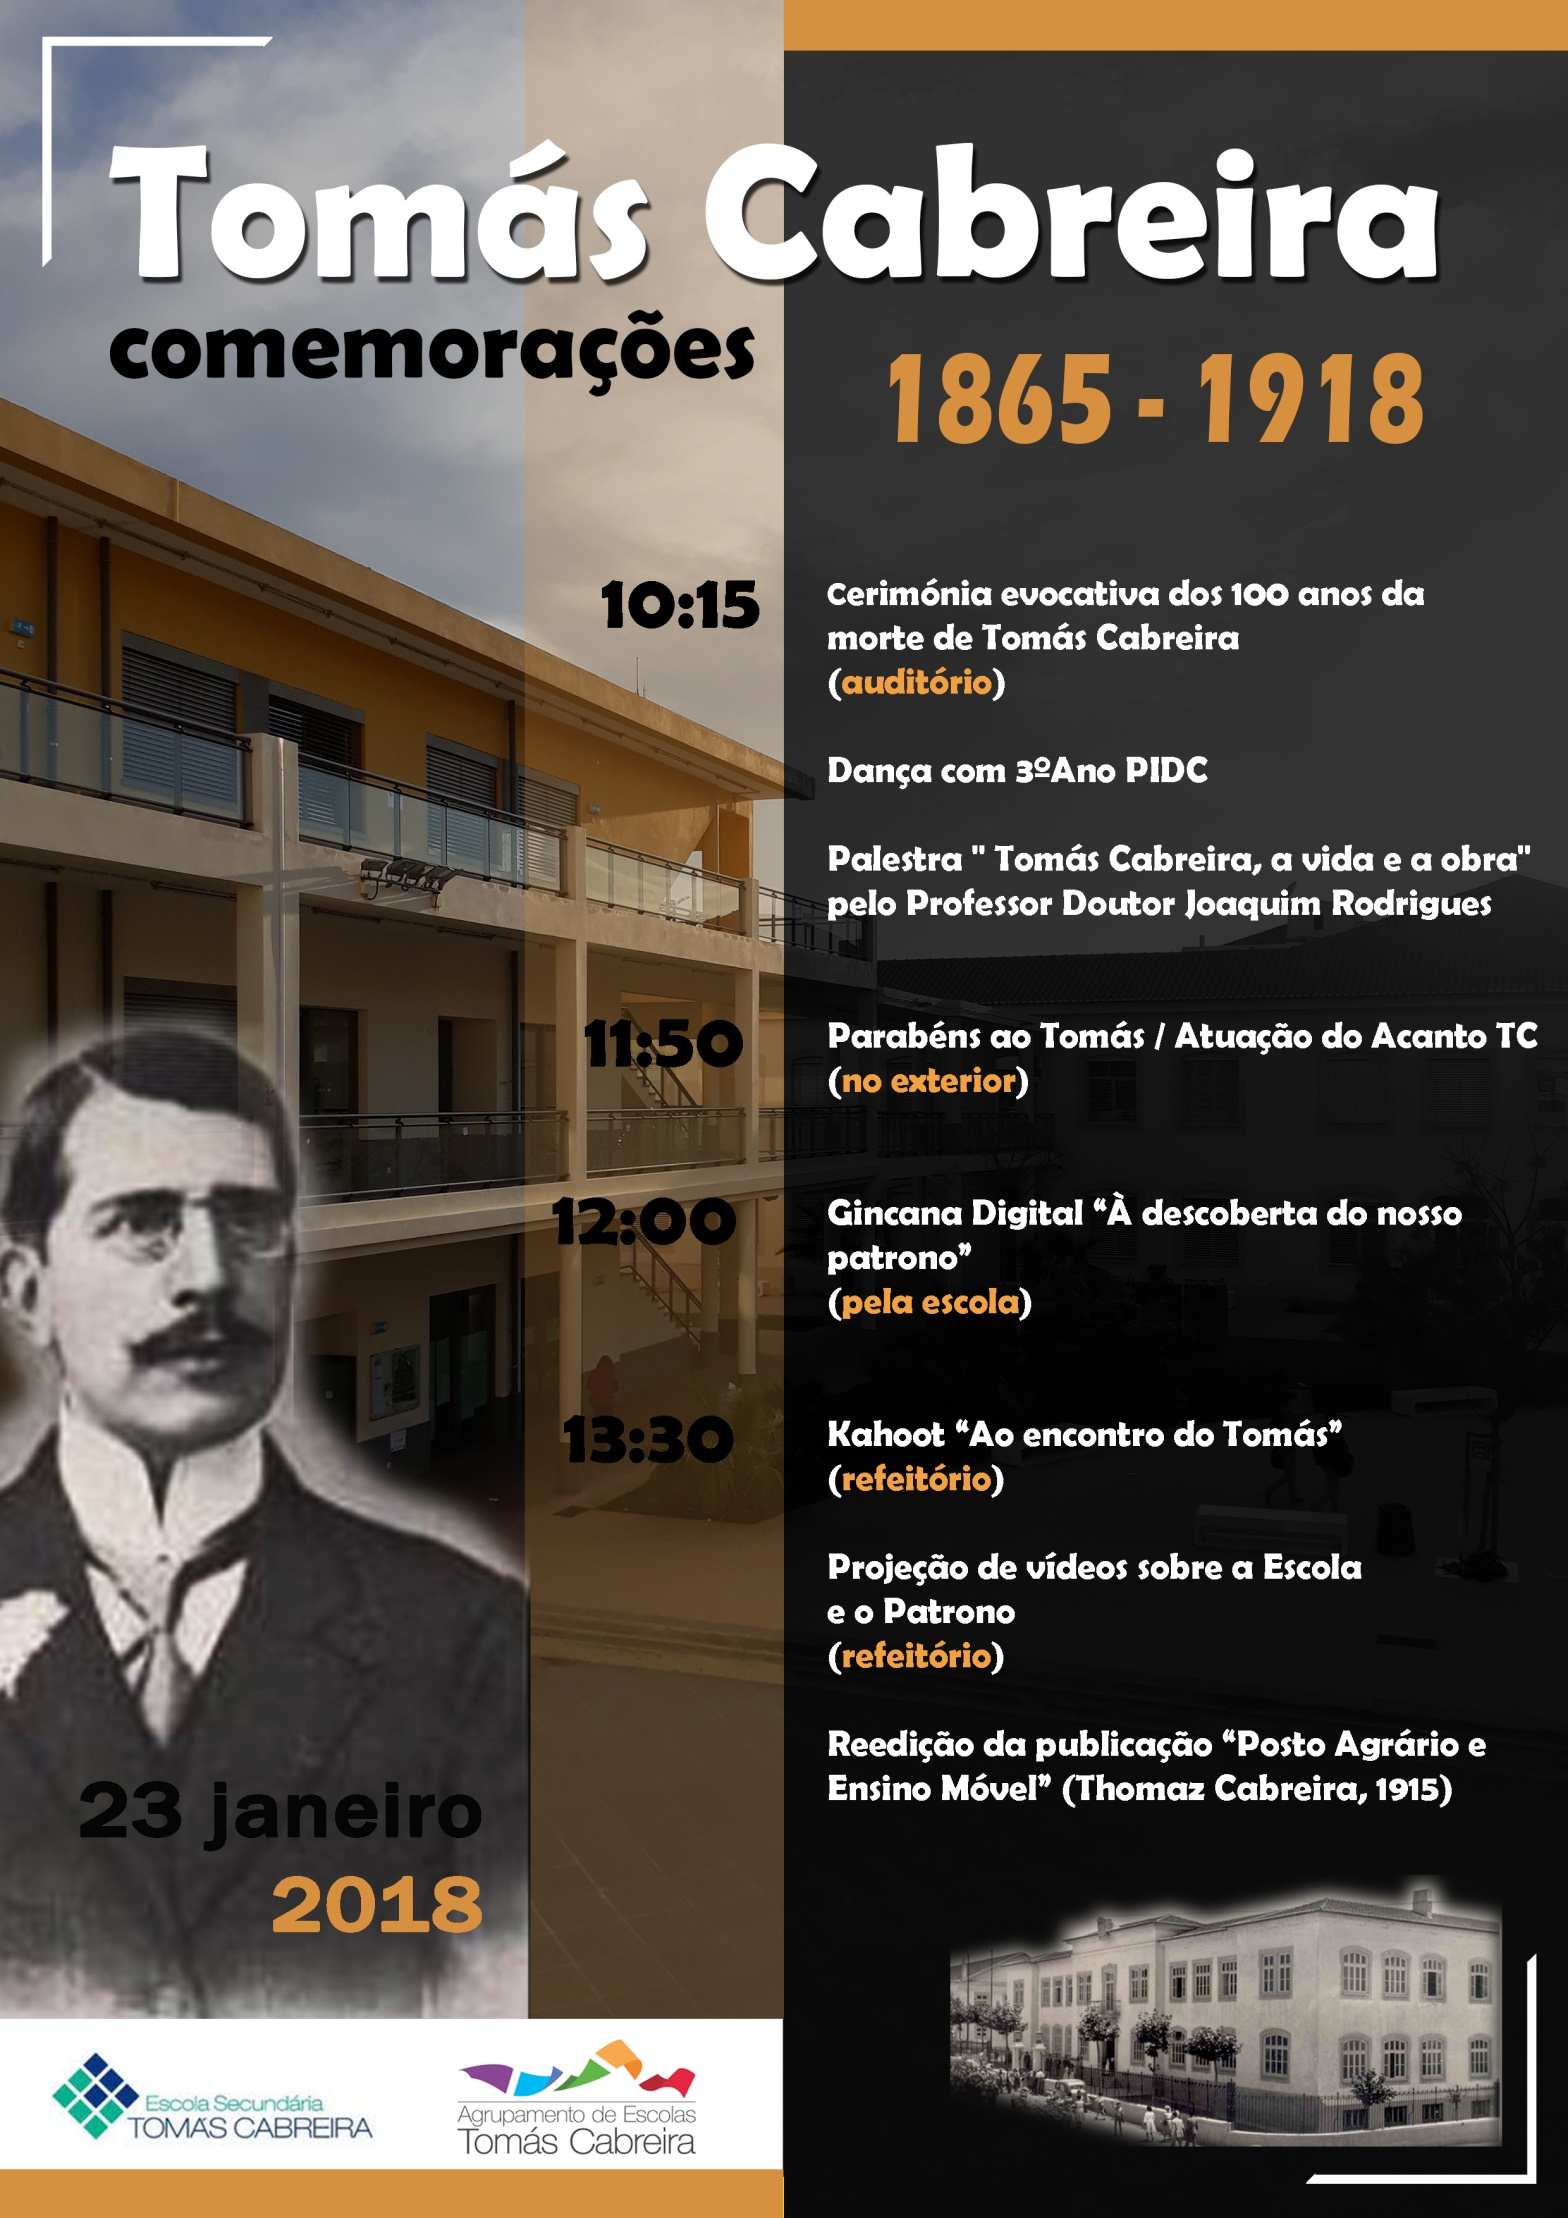 Tomás Cabreira
comemorações
1865 - 1918
10:15
Cerimónia evocativa dos 100 anos da
morte de Tomás Cabreira
(auditório)
Dança com 3ºAno PIDC
Palestra " Tomás Cabreira, a vida e a obra"
pelo Professor Doutor Joaquim Rodrigues
11:50
Parabéns ao Tomás / Atuação do Acanto TC
(no exterior)
12:00
Gincana Digital “À descoberta do nosso
patrono”
(pela escola)
13:30
Kahoot “Ao encontro do Tomás”
(refeitório)
Projeção de vídeos sobre a Escola
e o Patrono
(refeitório)
Reedição da publicação “Posto Agrário e
Ensino Móvel” (Thomaz Cabreira, 1915)
23 janeiro
2018
Escola Secundária
TOMÁS CABREIRA
Agrupamento de Escolas
Tomás Cabreira